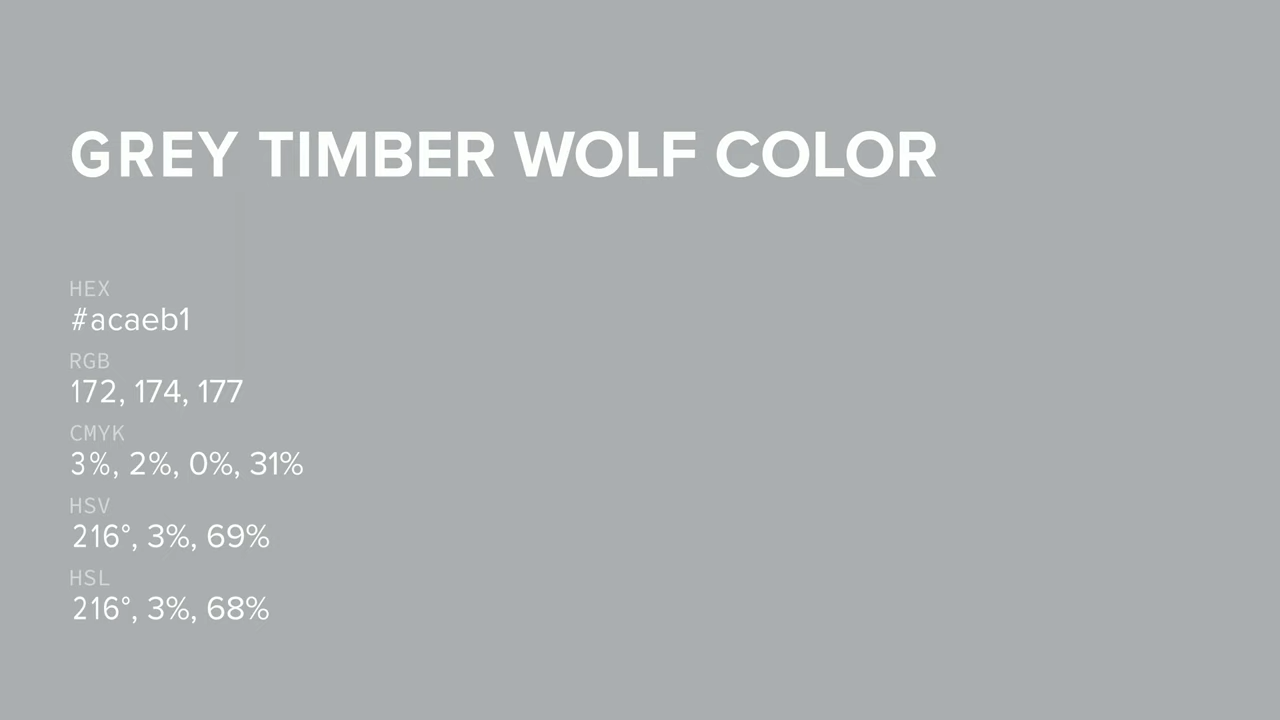 GREY TIMBER WOLF COLOR
HEX
#acaeb1
RGB
172, 174, 177
CMYK
3%, 2%, 0%, 31%
HSV
216°, 3%, 69%
HSL
216°, 3%, 68%